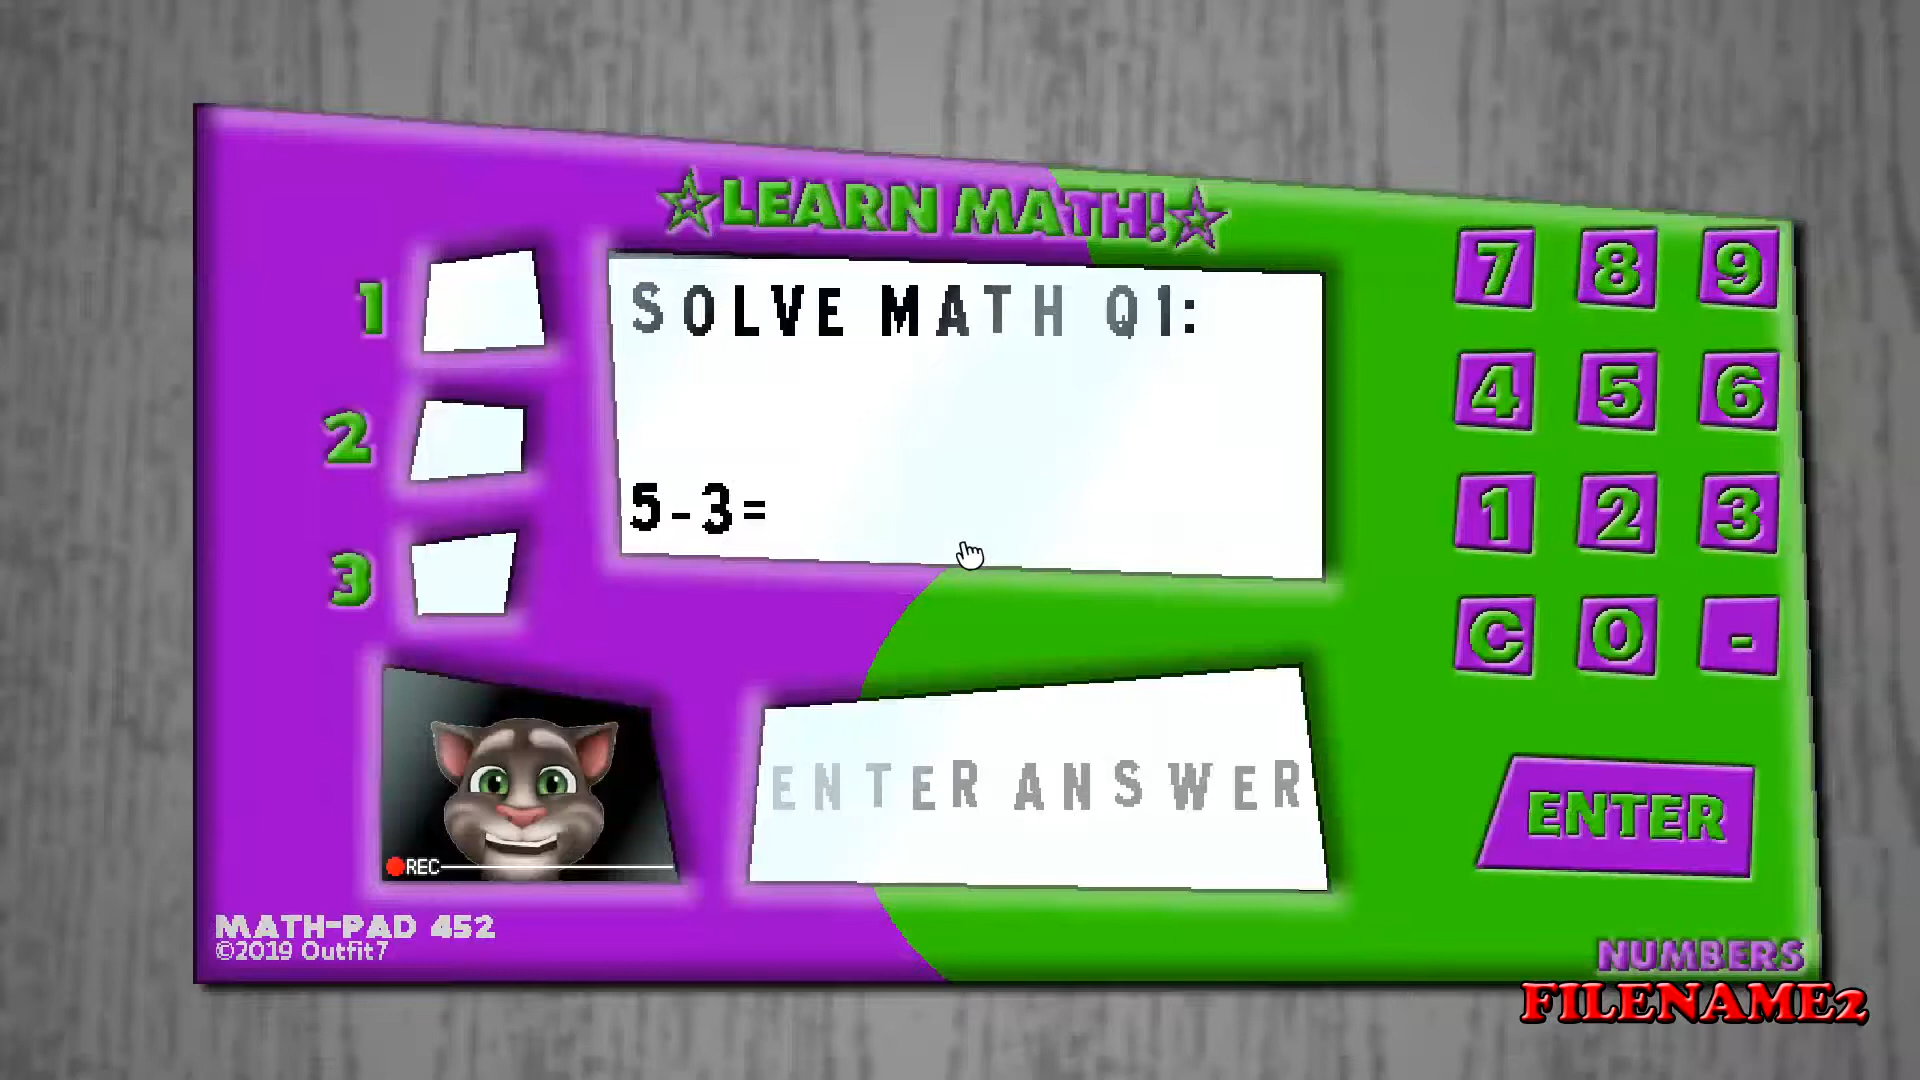 ☆LEARN MATH!☆
1
2
3
SOLVE MATH Q1:
5-3=
7 8 9
4 5 6
1 2 3
C 0 -
ENTER ANSWER
ENTER
REC
MATH-PAD 452
©2019 Outfit7
NUMBERS
FILENAME2